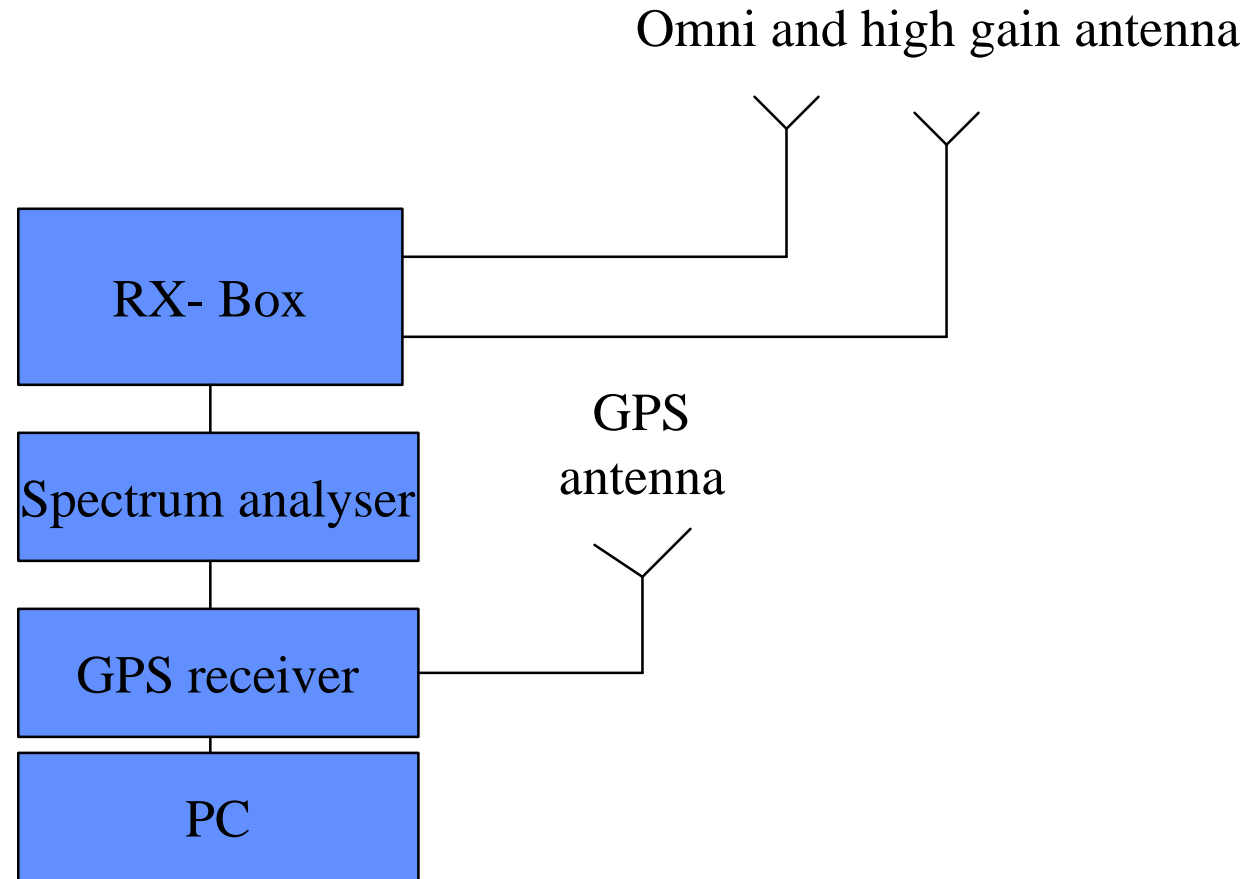 Omni and high gain antenna
RX- Box
GPS
antenna
Spectrum analyser
GPS receiver
PC